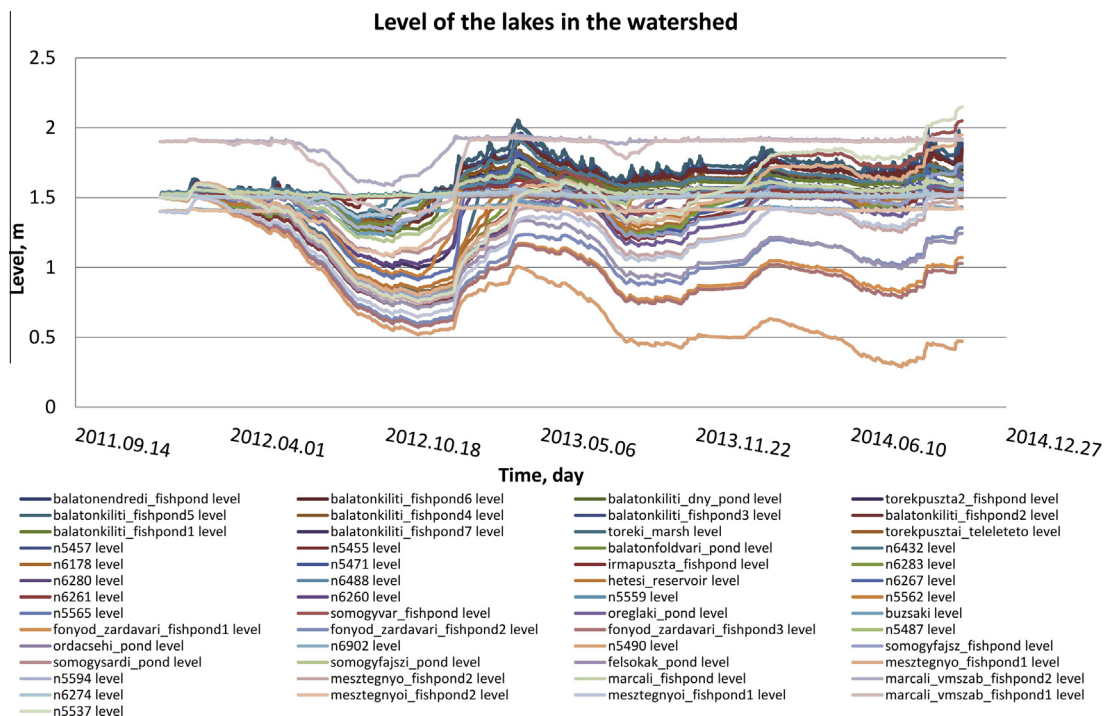 Level of the lakes in the watershed
2.5
2
1.5
1
0.5
0
Level, m
2011.09.14 2012.04.01 2012.10.18 2013.05.06 2013.11.22 2014.06.10 2014.12.27
Time, day
balatonendredi_fishpond level balatonkiliti_fishpond6 level balatonkiliti_dny_pond level torekpuszta2_fishpond level
balatonkiliti_fishpond5 level balatonkiliti_fishpond4 level balatonkiliti_fishpond3 level balatonkiliti_fishpond2 level
balatonkiliti_fishpond1 level balatonkiliti_fishpond7 level toreki_marsh level torekpusztai_teleleteto level
n5457 level n5455 level balatonfoldvari_pond level n6432 level
n6178 level n5471 level irmapuszta_fishpond level n6283 level
n6280 level n6488 level hetesi_reservoir level n6267 level
n6261 level n6260 level n5559 level n5562 level
n5565 level somogyvar_fishpond level oreglaki_pond level buzsaki level
fonyod_zardavari_fishpond1 level fonyod_zardavari_fishpond2 level fonyod_zardavari_fishpond3 level n5487 level
ordacsehi_pond level n6902 level n5490 level somogyfajsz_fishpond level
somogysardi_pond level somogyfajszi_pond level felsokak_pond level mesztegnyo_fishpond1 level
n5594 level mesztegnyo_fishpond2 level marcali_fishpond level marcali_vmszab_fishpond2 level
n6274 level mesztegnyoi_fishpond2 level mesztegnyoi_fishpond1 level marcali_vmszab_fishpond1 level
n5537 level